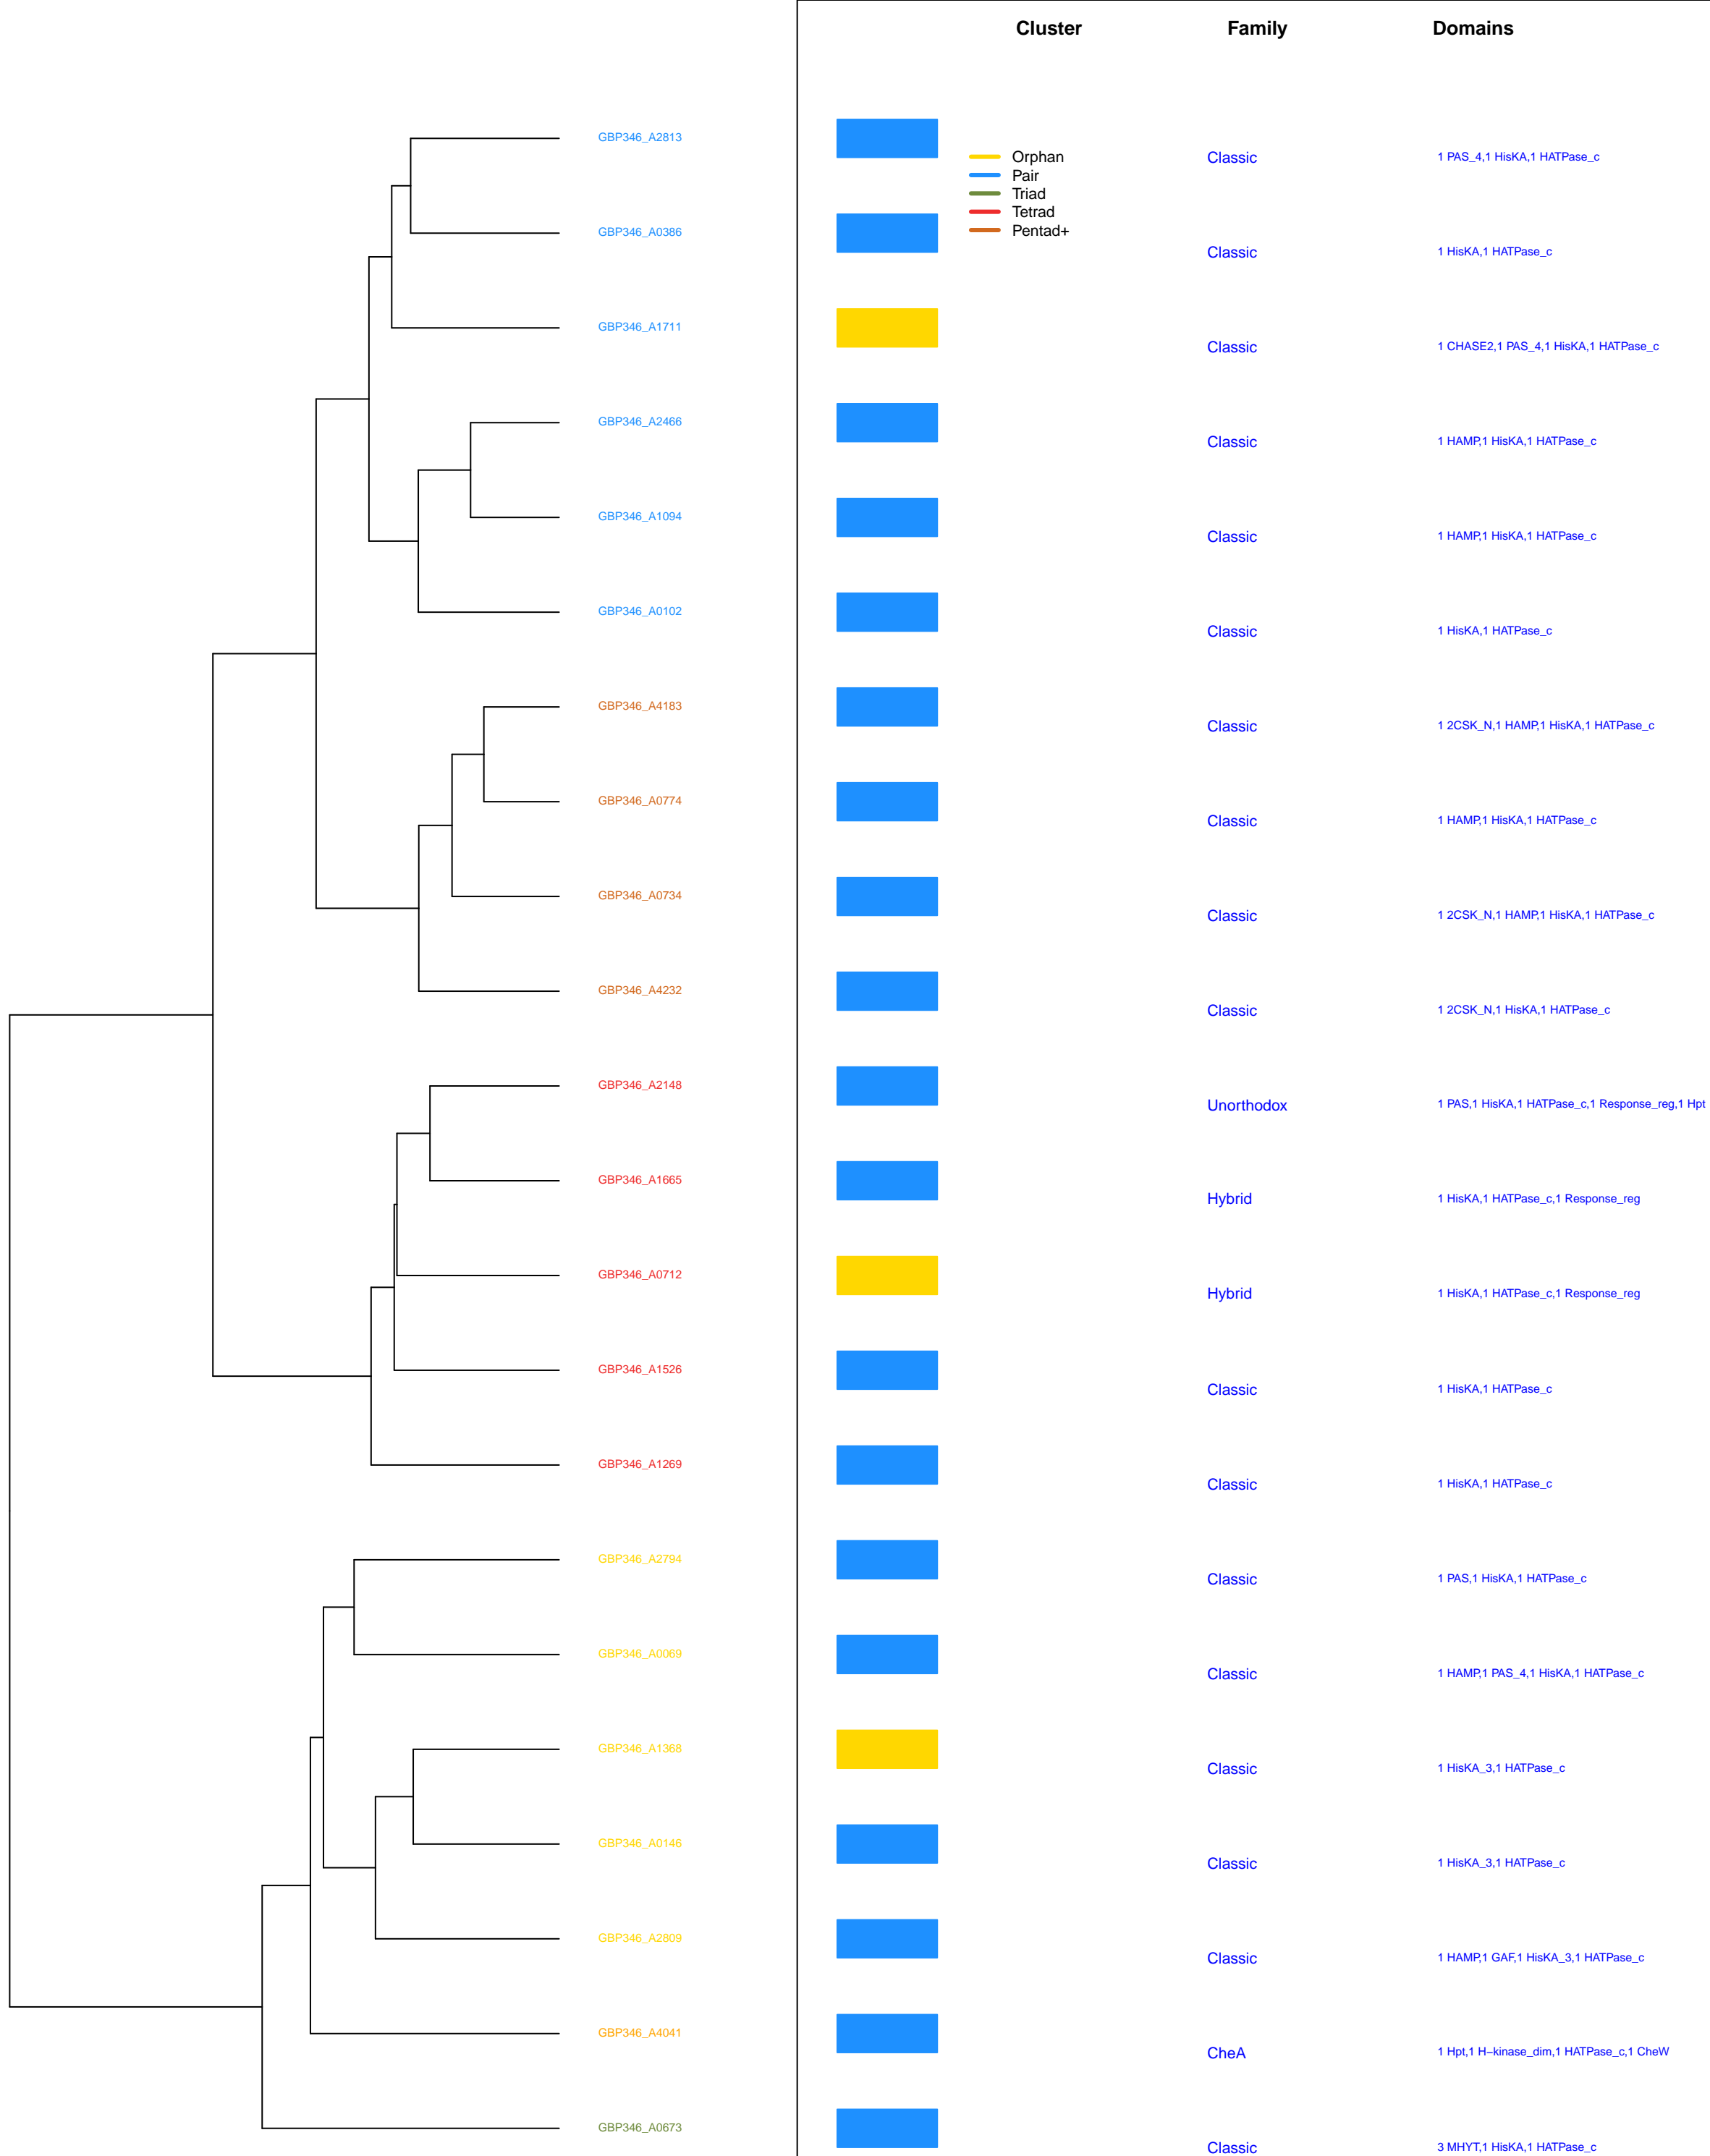 Cluster Family Domains
GBP346_A2813
Orphan
Classic 1 PAS_4,1 HisKA,1 HATPase_c
Pair
Triad
Tetrad
Pentad+
GBP346_A0386
Classic 1 HisKA,1 HATPase_c
GBP346_A1711
Classic 1 CHASE2,1 PAS_4,1 HisKA,1 HATPase_c
GBP346_A2466
Classic 1 HAMP,1 HisKA,1 HATPase_c
GBP346_A1094
Classic 1 HAMP,1 HisKA,1 HATPase_c
GBP346_A0102
Classic 1 HisKA,1 HATPase_c
GBP346_A4183
Classic 1 2CSK_N,1 HAMP,1 HisKA,1 HATPase_c
GBP346_A0774
Classic 1 HAMP,1 HisKA,1 HATPase_c
GBP346_A0734
Classic 1 2CSK_N,1 HAMP,1 HisKA,1 HATPase_c
GBP346_A4232
Classic 1 2CSK_N,1 HisKA,1 HATPase_c
GBP346_A2148
Unorthodox 1 PAS,1 HisKA,1 HATPase_c,1 Response_reg,1 Hpt
GBP346_A1665
Hybrid 1 HisKA,1 HATPase_c,1 Response_reg
GBP346_A0712
Hybrid 1 HisKA,1 HATPase_c,1 Response_reg
GBP346_A1526
Classic 1 HisKA,1 HATPase_c
GBP346_A1269
Classic 1 HisKA,1 HATPase_c
GBP346_A2794
Classic 1 PAS,1 HisKA,1 HATPase_c
GBP346_A0069
Classic 1 HAMP,1 PAS_4,1 HisKA,1 HATPase_c
GBP346_A1368
Classic 1 HisKA_3,1 HATPase_c
GBP346_A0146
Classic 1 HisKA_3,1 HATPase_c
GBP346_A2809
Classic 1 HAMP,1 GAF,1 HisKA_3,1 HATPase_c
GBP346_A4041
CheA 1 Hpt,1 H−kinase_dim,1 HATPase_c,1 CheW
GBP346_A0673
Classic 3 MHYT,1 HisKA,1 HATPase_c